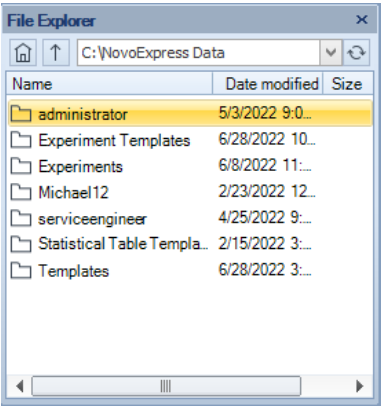 File Explorer
C:\NovoExpress Data
Name Date modified Size
administrator 5/3/2022 9:0...
Experiment Templates 6/28/2022 10...
Experiments 6/8/2022 11:...
Michael12 2/23/2022 12...
serviceengineer 4/25/2022 9:...
Statistical Table Templa... 2/15/2022 3:...
Templates 6/28/2022 3:...